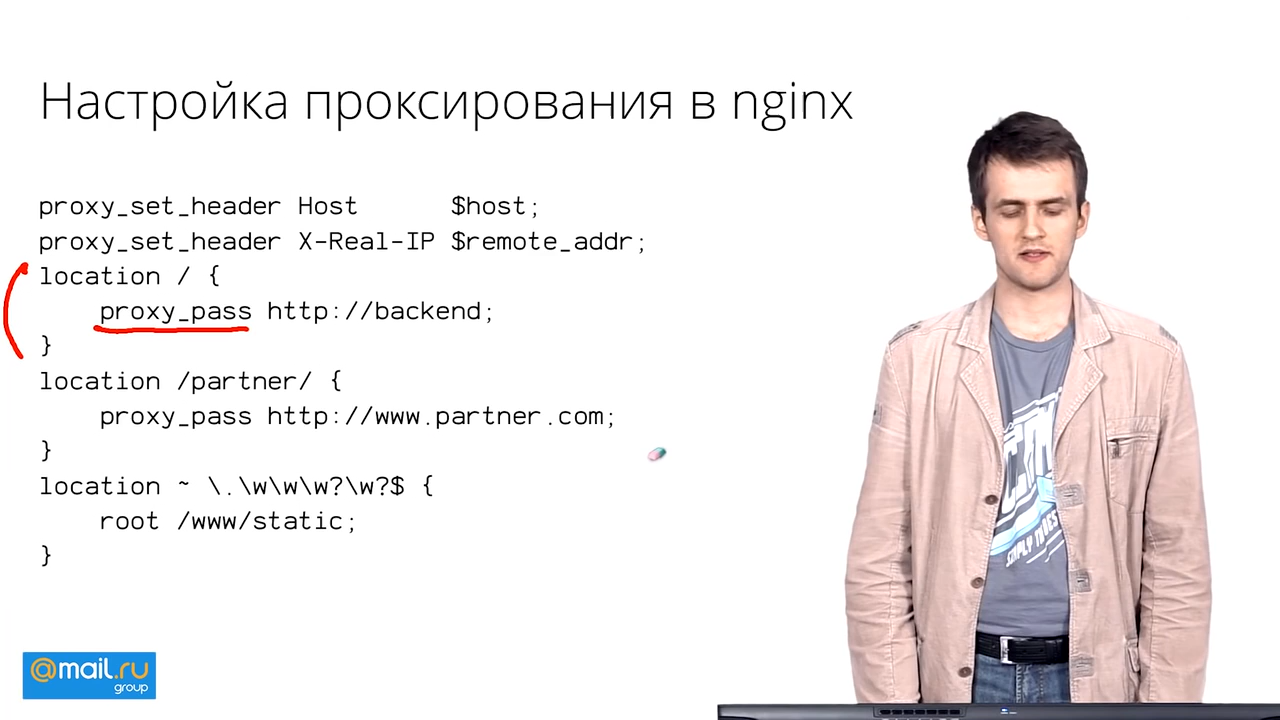 Настройка проксирования в nginx
proxy_set_header Host $host;
proxy_set_header X-Real-IP $remote_addr;
location / {
proxy_pass http://backend;
}
location /partner/ {
proxy_pass http://www.partner.com;
}
location ~ \.\w\w\w?\w?$ {
root /www/static;
}
@mail.ru
group